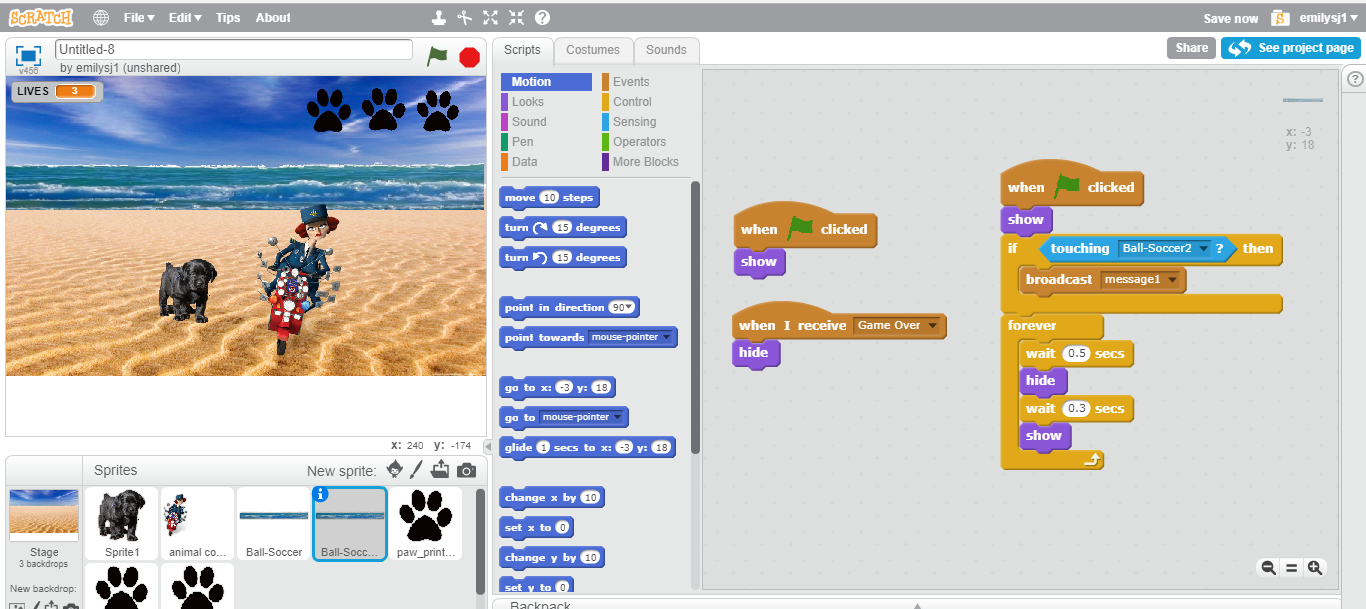 SCRATCH File Edit Tips About Save now S emilysj1
Untitled-8
by emilysj1 (unshared)
v456
LIVES 3
x: 240 y: -174
Sprites New sprite:
Stage
3 backdrops
New backdrop:
Sprite1 animal co... Ball-Soccer Ball-Socc... paw_print...
Scripts Costumes Sounds Share See project page
Motion Events
Looks Control
Sound Sensing
Pen Operators
Data More Blocks
move 10 steps
turn 15 degrees
turn 15 degrees
point in direction 90
point towards mouse-pointer
go to x: -3 y: 18
go to mouse-pointer
glide 1 secs to x: -3 y: 18
change x by 10
set x to 0
change y by 10
set y to 0
x: -3
y: 18
when clicked
show
when I receive Game Over
hide
when clicked
show
if touching Ball-Soccer2 ? then
broadcast message1
forever
wait 0.5 secs
hide
wait 0.3 secs
show
Backpack